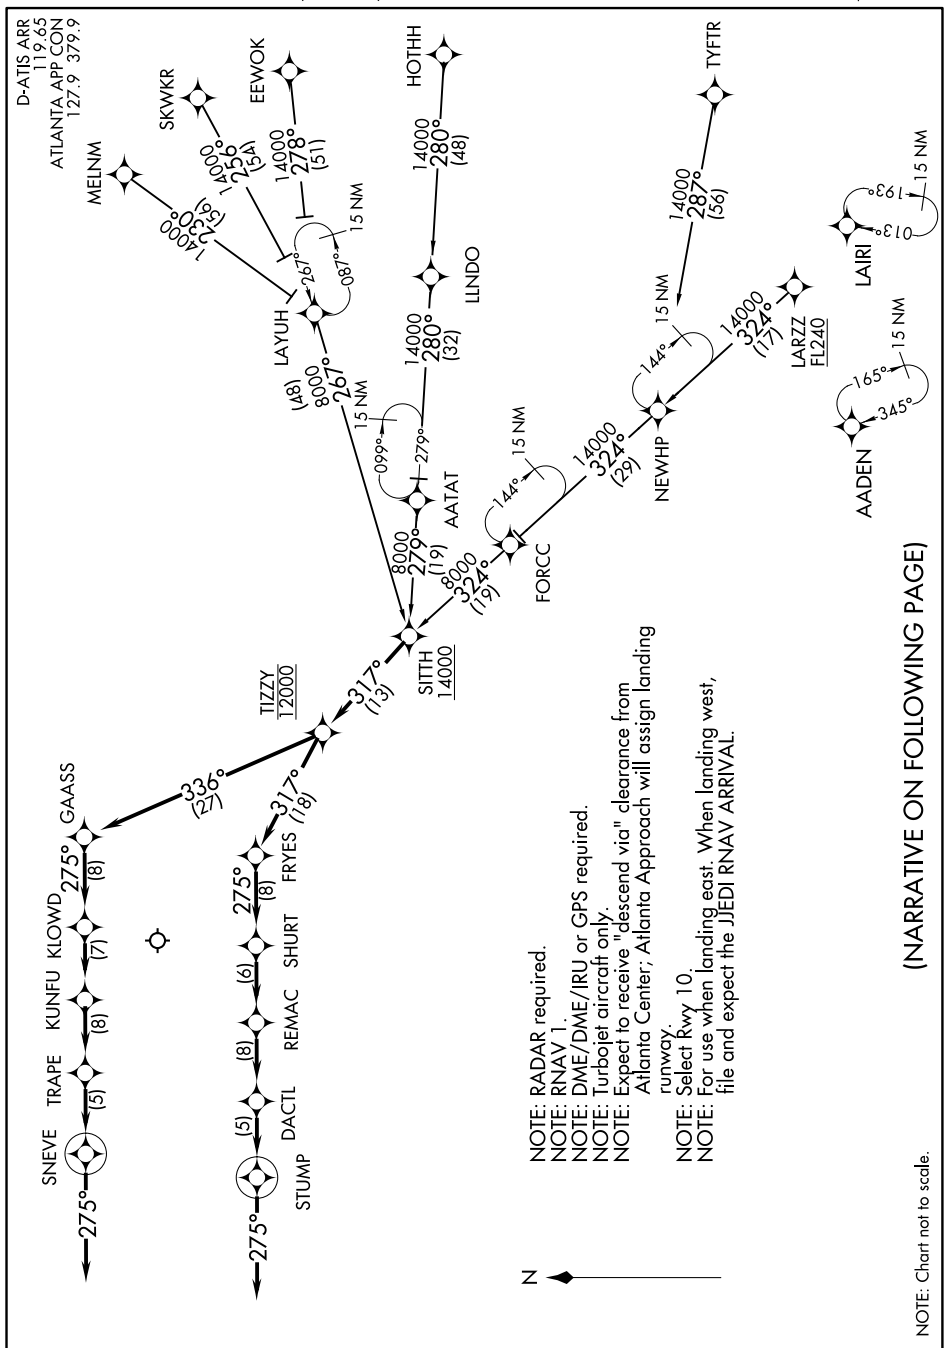 D-ATIS ARR
119.65
ATLANTA APP CON
127.9 379.9
MELNM
14000
230°
(56)
SKWKR
14000
256°
(54)
EEWOK
14000
278°
(51)
HOTHH
14000
280°
(48)
TYFTR
14000
287°
(56)
LAYUH
267°
087°
15 NM
(48)
8000
267°
LLNDO
14000
280°
(32)
AATAT
099°
279°
15 NM
8000
279°
(19)
LARZZ
FL240
14000
324°
(17)
NEWHP
144°
15 NM
14000
324°
(29)
FORCC
144°
15 NM
8000
324°
(19)
LAIRI
013°
193°
15 NM
AADEN
345°
165°
15 NM
SITTH
14000
317°
(13)
TIZZY
12000
336°
(27)
317°
(18)
GAASS
275°
(8)
KLOWD
(7)
KUNFU
(8)
TRAPE
(5)
SNEVE
275°
FRYES
275°
(8)
SHURT
(6)
REMAC
(8)
DACTL
(5)
STUMP
275°
NOTE: RADAR required.
NOTE: RNAV 1.
NOTE: DME/DME/IRU or GPS required.
NOTE: Turbojet aircraft only.
NOTE: Expect to receive "descend via" clearance from
Atlanta Center; Atlanta Approach will assign landing
runway.
NOTE: Select Rwy 10.
NOTE: For use when landing east. When landing west,
file and expect the JJEDI RNAV ARRIVAL.
N
(NARRATIVE ON FOLLOWING PAGE)
NOTE: Chart not to scale.